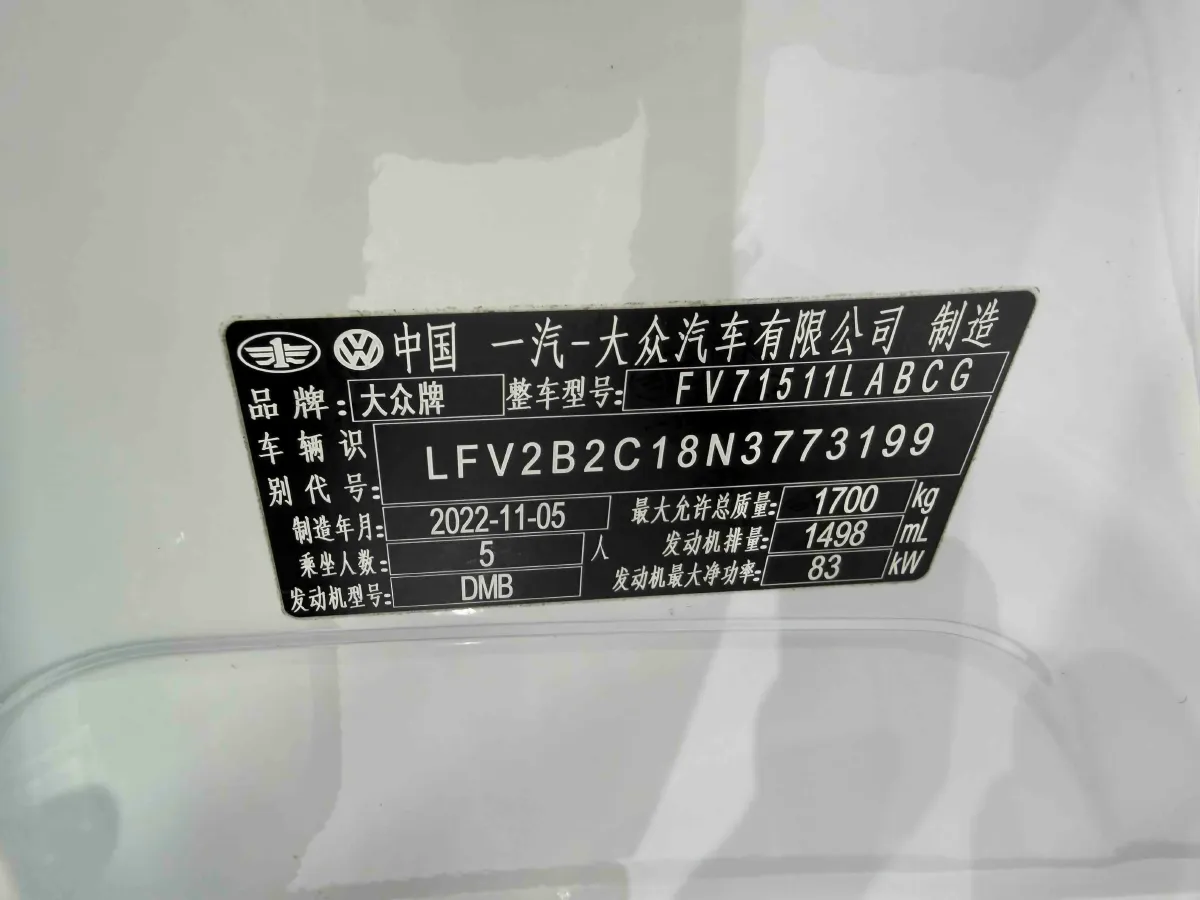 中国 一汽-大众汽车有限公司 制造
品牌: 大众牌 整车型号: FV71511LABCG
车辆识
别代号: LFV2B2C18N3773199
制造年月: 2022-11-05 最大允许总质量: 1700 kg
乘坐人数: 5 人 发动机排量: 1498 mL
发动机型号: DMB 发动机最大净功率: 83 kW